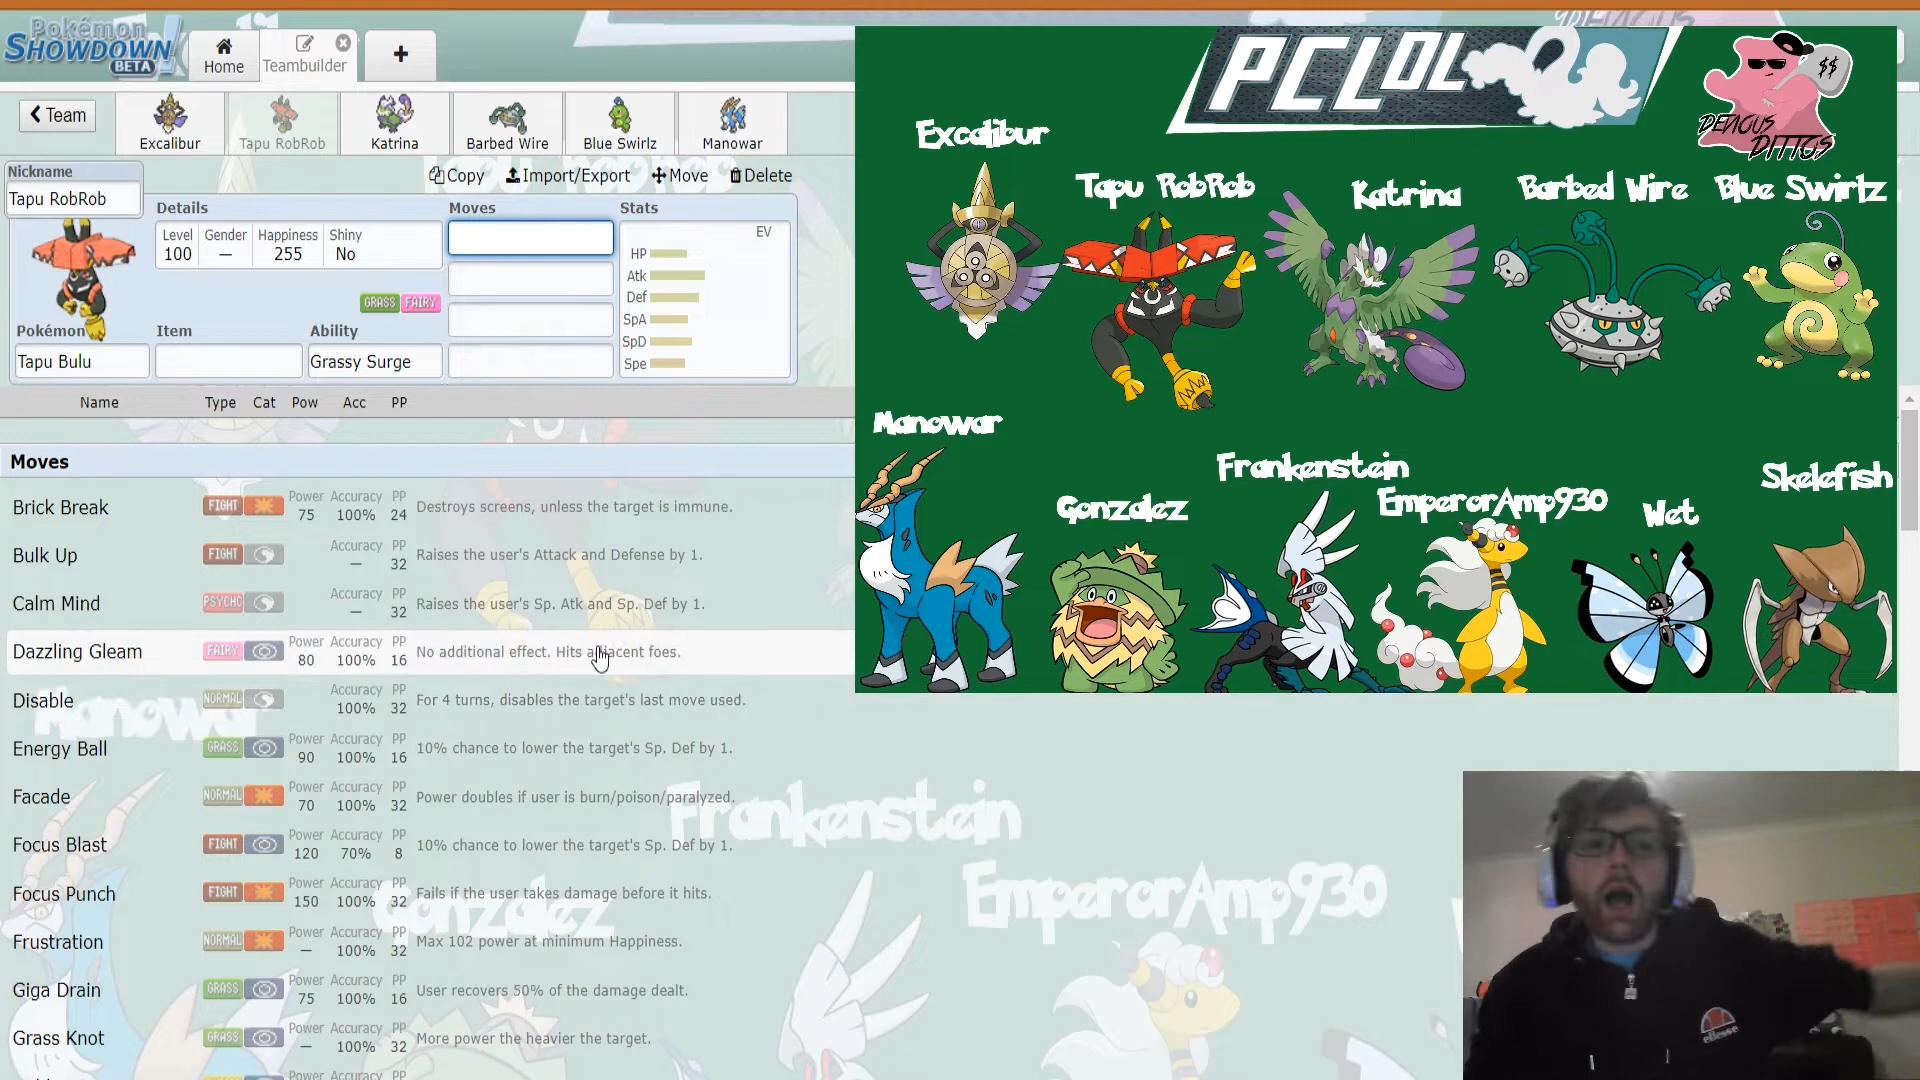 Pokémon
SHOWDOWN!
BETA
Home
Teambuilder
+
Team
Excalibur
Tapu RobRob
Katrina
Barbed Wire
Blue Swirlz
Manowar
Nickname
Tapu RobRob
Copy
Import/Export
Move
Delete
Details
Moves
Stats
Level
100
Gender
—
Happiness
255
Shiny
No
EV
HP
Atk
Def
SpA
SpD
Spe
GRASS FAIRY
Pokémon
Item
Ability
Tapu Bulu
Grassy Surge
Name Type Cat Pow Acc PP
Moves
Brick Break FIGHT Power 75 Accuracy 100% PP 24 Destroys screens, unless the target is immune.
Bulk Up FIGHT Accuracy — PP 32 Raises the user's Attack and Defense by 1.
Calm Mind PSYCHC Accuracy — PP 32 Raises the user's Sp. Atk and Sp. Def by 1.
Dazzling Gleam FAIRY Power 80 Accuracy 100% PP 16 No additional effect. Hits adjacent foes.
Disable NORMAL Accuracy 100% PP 32 For 4 turns, disables the target's last move used.
Energy Ball GRASS Power 90 Accuracy 100% PP 16 10% chance to lower the target's Sp. Def by 1.
Facade NORMAL Power 70 Accuracy 100% PP 32 Power doubles if user is burn/poison/paralyzed.
Focus Blast FIGHT Power 120 Accuracy 70% PP 8 10% chance to lower the target's Sp. Def by 1.
Focus Punch FIGHT Power 150 Accuracy 100% PP 32 Fails if the user takes damage before it hits.
Frustration NORMAL Power — Accuracy 100% PP 32 Max 102 power at minimum Happiness.
Giga Drain GRASS Power 75 Accuracy 100% PP 16 User recovers 50% of the damage dealt.
Grass Knot GRASS Power — Accuracy 100% PP 32 More power the heavier the target.
PCLOL
$$
DEVIOUS
DITTOS
Excalibur
Tapu RobRob
Katrina
Barbed Wire
Blue Swirlz
Manowar
Gonzalez
Frankenstein
EmperorAmp930
Wet
Skelefish
Manowar
Frankenstein
Gonzalez
EmperorAmp930
ellesse